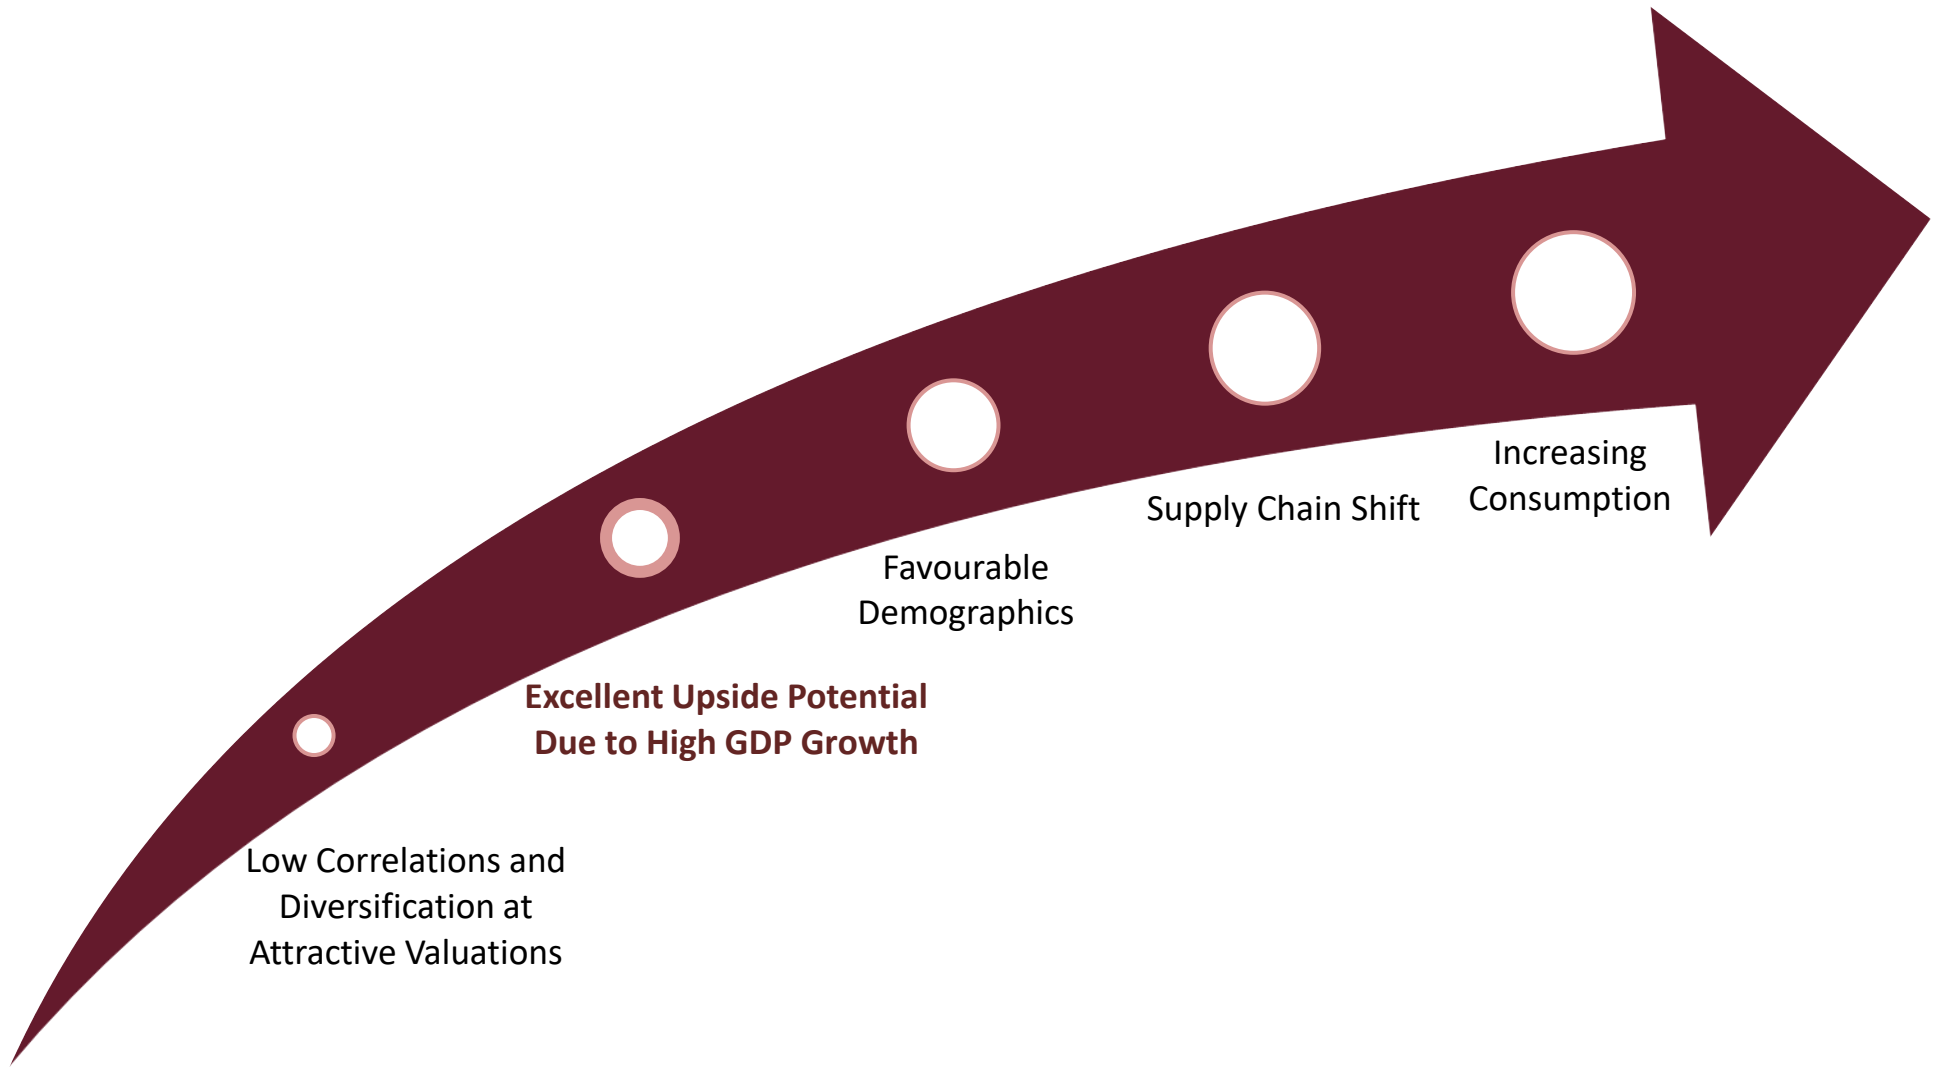 Low Correlations and
Diversification at
Attractive Valuations
Excellent Upside Potential
Due to High GDP Growth
Favourable
Demographics
Supply Chain Shift
Increasing
Consumption